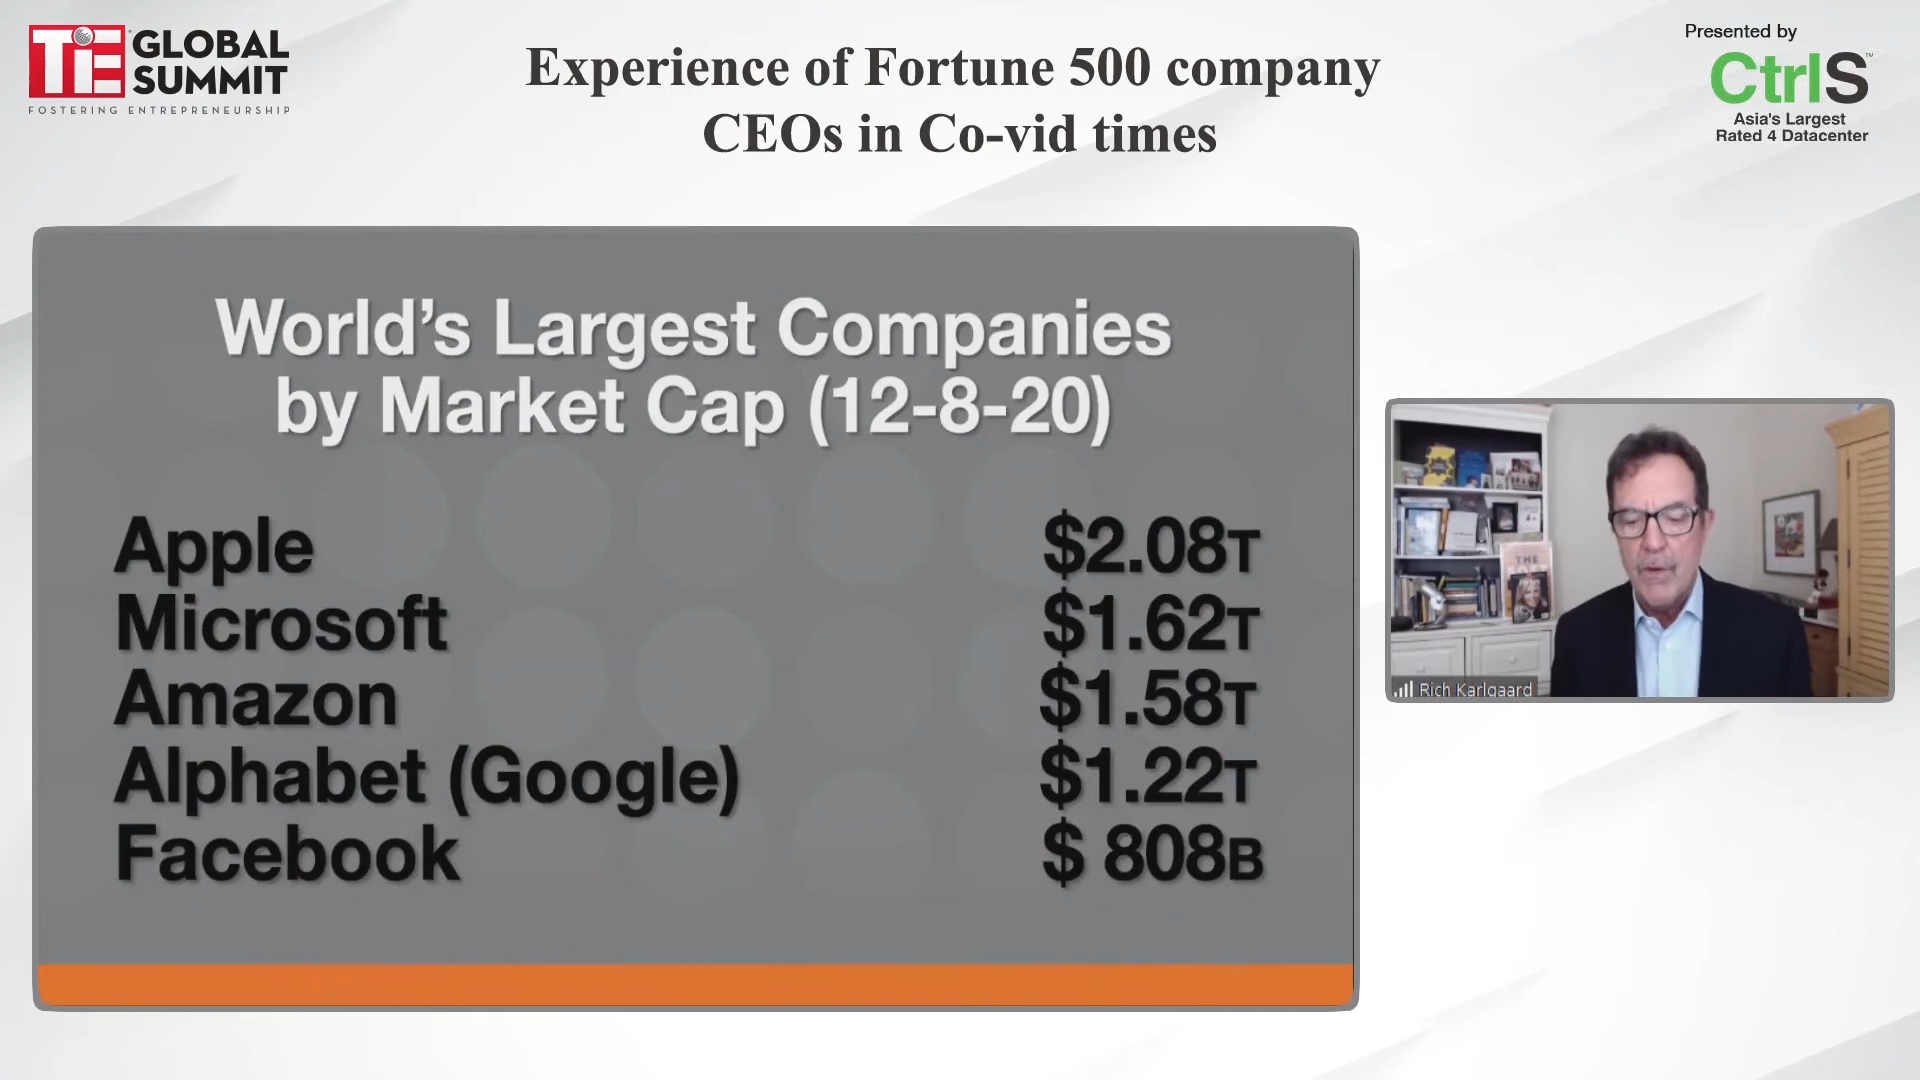 TiE GLOBAL
SUMMIT
FOSTERING ENTREPRENEURSHIP
Experience of Fortune 500 company
CEOs in Co-vid times
Presented by
CtrlS™
Asia's Largest
Rated 4 Datacenter
World's Largest Companies
by Market Cap (12-8-20)
Apple $2.08T
Microsoft $1.62T
Amazon $1.58T
Alphabet (Google) $1.22T
Facebook $ 808B
THE
Rich Karlgaard